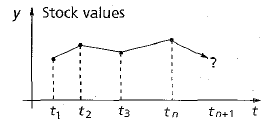 y Stock values
?
t1 t2 t3 tn tn+1 t